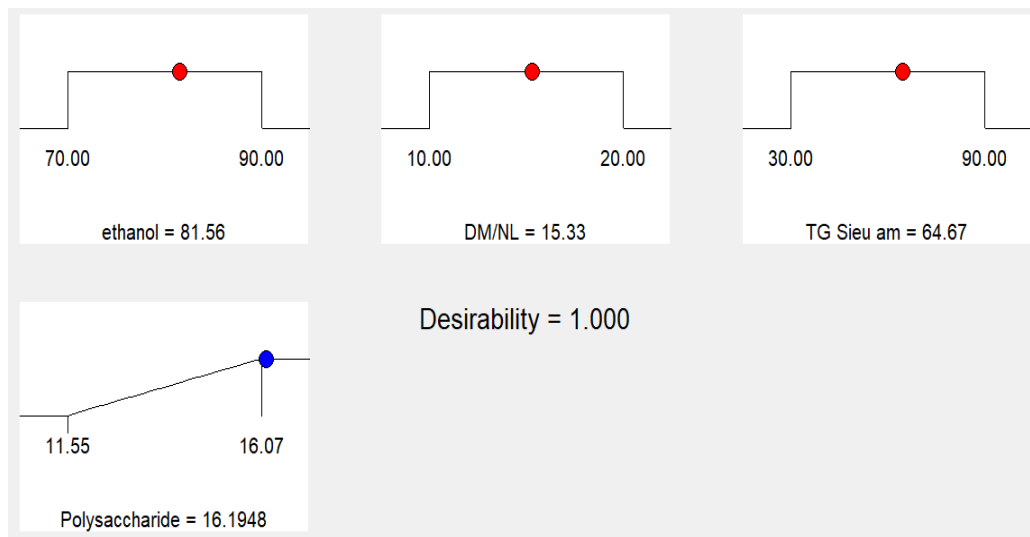 70.00 90.00
ethanol = 81.56
10.00 20.00
DM/NL = 15.33
30.00 90.00
TG Sieu am = 64.67
11.55 16.07
Polysaccharide = 16.1948
Desirability = 1.000